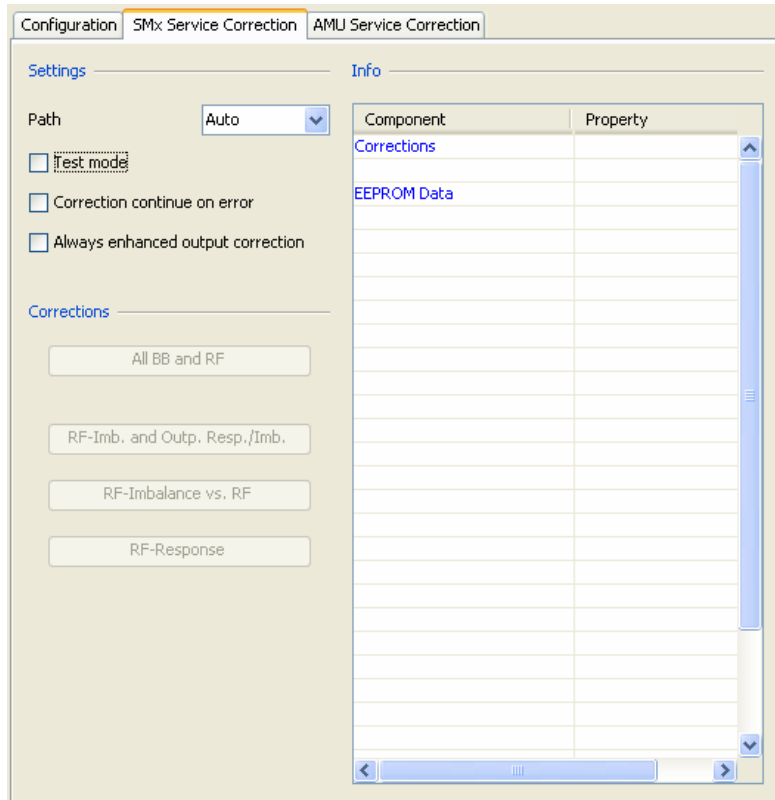 Configuration SMx Service Correction AMU Service Correction
Settings
Path Auto
Test mode
Correction continue on error
Always enhanced output correction
Corrections
All BB and RF
RF-Imb. and Outp. Resp./Imb.
RF-Imbalance vs. RF
RF-Response
Info
Component Property
Corrections
EEPROM Data